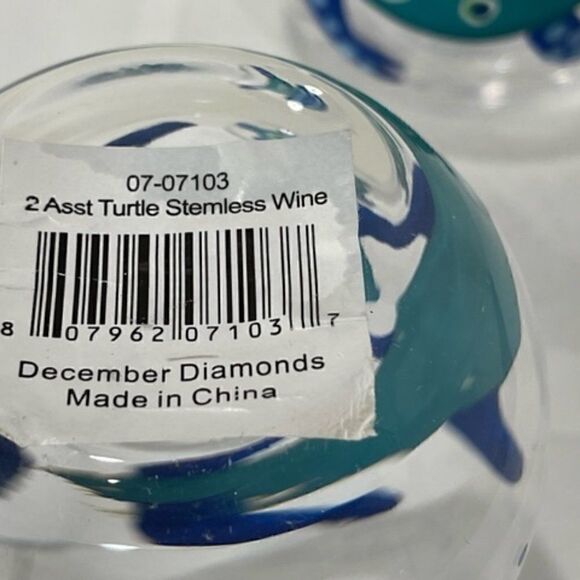 07-07103
2 Asst Turtle Stemless Wine
8 07962 07103 7
December Diamonds
Made in China